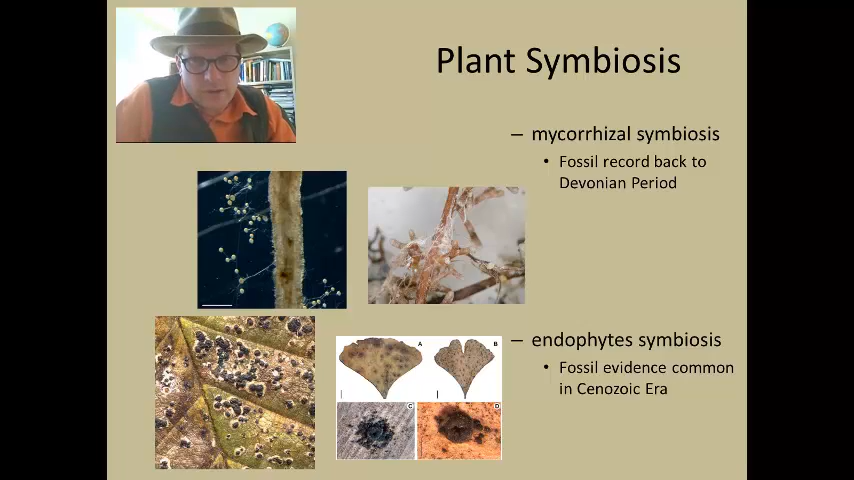 Plant Symbiosis
– mycorrhizal symbiosis
• Fossil record back to
Devonian Period
A
B
– endophytes symbiosis
• Fossil evidence common
in Cenozoic Era
C
D